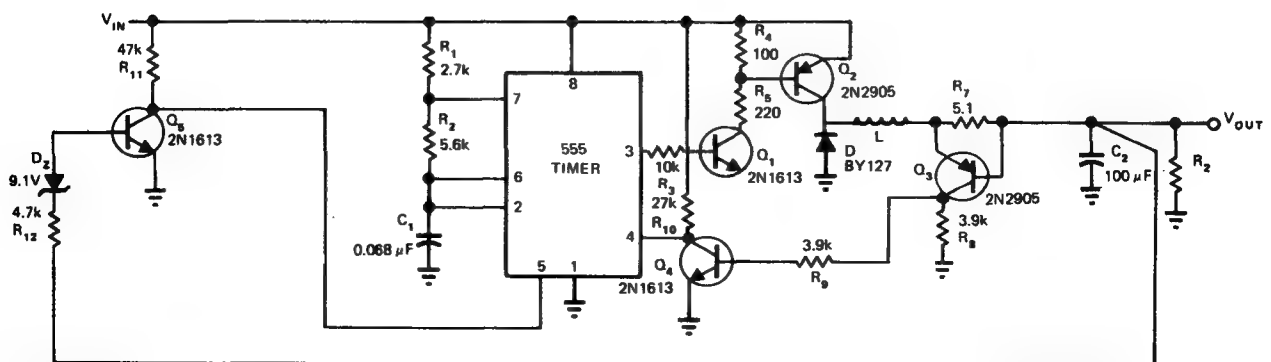 V_IN
47k
R11
Q5
2N1613
DZ
9.1V
4.7k
R12
R1
2.7k
R2
5.6k
C1
0.068 μF
7
6
2
8
555
TIMER
3
4
5
1
10k
R3
27k
R10
R4
100
R5
220
Q1
2N1613
Q2
2N2905
Q4
2N1613
D
BY127
L
R7
5.1
Q3
2N2905
3.9k
R8
3.9k
R9
C2
100 μF
R2
V_OUT